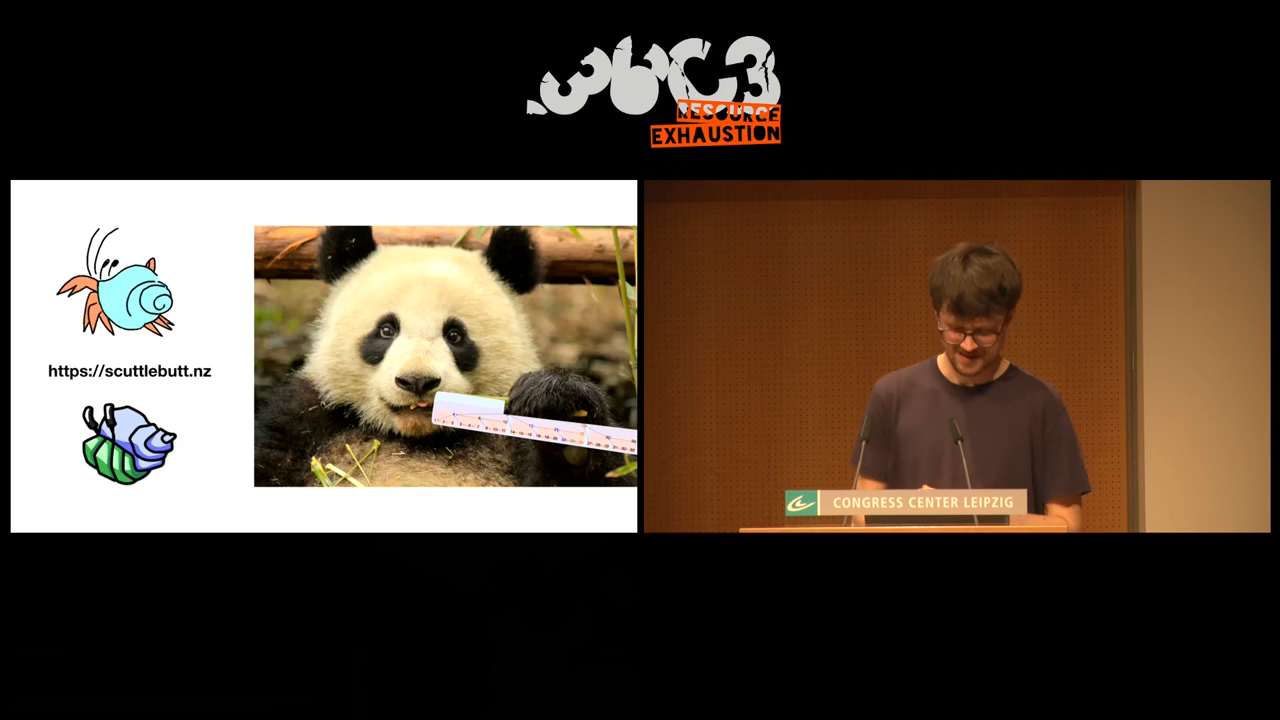 36C3
RESOURCE
EXHAUSTION
https://scuttlebutt.nz
CONGRESS CENTER LEIPZIG